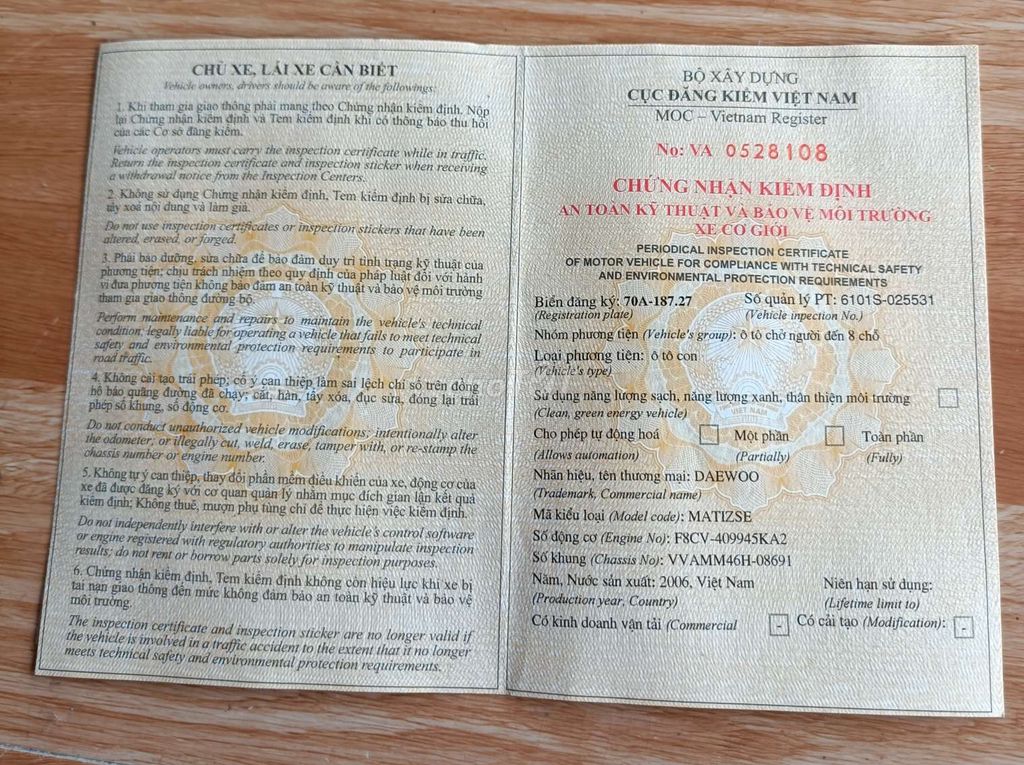 CHỦ XE, LÁI XE CẦN BIẾT
Vehicle owners, drivers should be aware of the followings:
1. Khi tham gia giao thông phải mang theo Chứng nhận kiểm định. Nộp
lại Chứng nhận kiểm định và Tem kiểm định khi có thông báo thu hồi
của các Cơ sở đăng kiểm.
Vehicle operators must carry the inspection certificate while in traffic.
Return the inspection certificate and inspection sticker when receiving
a withdrawal notice from the Inspection Centers.
2. Không sử dụng Chứng nhận kiểm định, Tem kiểm định bị sửa chữa,
tẩy xoá nội dung và làm giả.
Do not use inspection certificates or inspection stickers that have been
altered, erased, or forged.
3. Phải bảo dưỡng, sửa chữa để bảo đảm duy trì tình trạng kỹ thuật của
phương tiện; chịu trách nhiệm theo quy định của pháp luật đối với hành
vi đưa phương tiện không bảo đảm an toàn kỹ thuật và bảo vệ môi trường
tham gia giao thông đường bộ.
Perform maintenance and repairs to maintain the vehicle's technical
condition; legally liable for operating a vehicle that fails to meet technical
safety and environmental protection requirements to participate in
road traffic.
4. Không cải tạo trái phép; cố ý can thiệp làm sai lệch chỉ số trên đồng
hồ báo quãng đường đã chạy; cắt, hàn, tẩy xóa, đục sửa, đóng lại trái
phép số khung, số động cơ.
Do not conduct unauthorized vehicle modifications; intentionally alter
the odometer, or illegally cut, weld, erase, tamper with, or re-stamp the
chassis number or engine number.
5. Không tự ý can thiệp, thay đổi phần mềm điều khiển của xe, động cơ của
xe đã được đăng ký với cơ quan quản lý nhằm mục đích gian lận kết quả
kiểm định; Không thuê, mượn phụ tùng chỉ để thực hiện việc kiểm định.
Do not independently interfere with or alter the vehicle's control software
or engine registered with regulatory authorities to manipulate inspection
results; do not rent or borrow parts solely for inspection purposes.
6. Chứng nhận kiểm định, Tem kiểm định không còn hiệu lực khi xe bị
tai nạn giao thông đến mức không đảm bảo an toàn kỹ thuật và bảo vệ
môi trường.
The inspection certificate and inspection sticker are no longer valid if
the vehicle is involved in a traffic accident to the extent that it no longer
meets technical safety and environmental protection requirements.
BỘ XÂY DỰNG
CỤC ĐĂNG KIỂM VIỆT NAM
MOC – Vietnam Register
No: VA 0528108
CHỨNG NHẬN KIỂM ĐỊNH
AN TOÀN KỸ THUẬT VÀ BẢO VỆ MÔI TRƯỜNG
XE CƠ GIỚI
PERIODICAL INSPECTION CERTIFICATE
OF MOTOR VEHICLE FOR COMPLIANCE WITH TECHNICAL SAFETY
AND ENVIRONMENTAL PROTECTION REQUIREMENTS
Biển đăng ký: 70A-187.27 Số quản lý PT: 6101S-025531
(Registration plate) (Vehicle inpection No.)
Nhóm phương tiện (Vehicle's group): ô tô chở người đến 8 chỗ
Loại phương tiện: ô tô con
(Vehicle's type)
Sử dụng năng lượng sạch, năng lượng xanh, thân thiện môi trường
(Clean, green energy vehicle)
VIỆT NAM
Cho phép tự động hoá Một phần Toàn phần
(Allows automation) (Partially) (Fully)
Nhãn hiệu, tên thương mại: DAEWOO
(Trademark, Commercial name)
Mã kiểu loại (Model code): MATIZSE
Số động cơ (Engine No): F8CV-409945KA2
Số khung (Chassis No): VVAMM46H-08691
Năm, Nước sản xuất: 2006, Việt Nam Niên hạn sử dụng:
(Production year, Country) (Lifetime limit to)
Có kinh doanh vận tải (Commercial - Có cải tạo (Modification): -